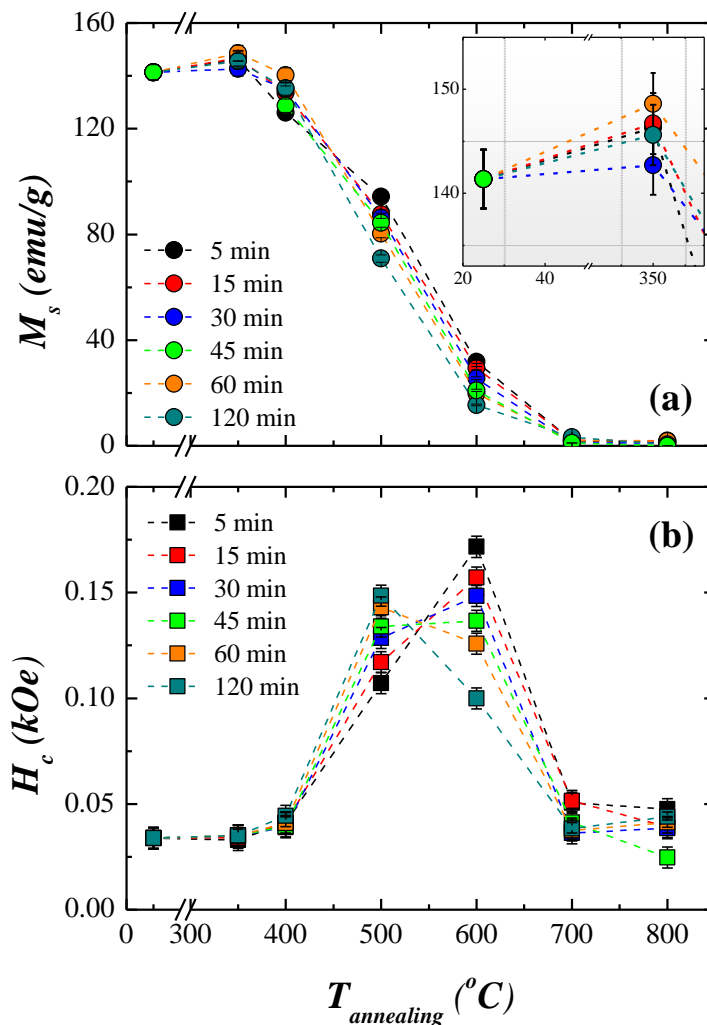 160
120
80
40
0
M_s (emu/g)
5 min
15 min
30 min
45 min
60 min
120 min
150
140
20
40
350
(a)
0.20
0.15
0.10
0.05
0.00
H_c (kOe)
5 min
15 min
30 min
45 min
60 min
120 min
(b)
0 300 400 500 600 700 800
T_annealing (°C)